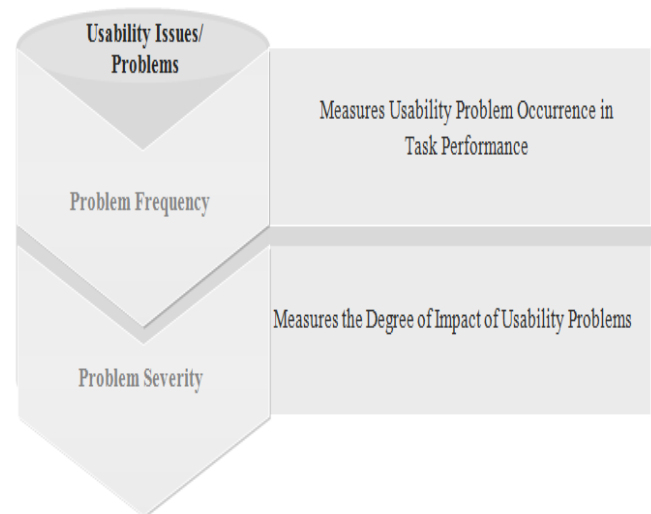 Usability Issues/
Problems
Measures Usability Problem Occurrence in
Task Performance
Problem Frequency
Measures the Degree of Impact of Usability Problems
Problem Severity